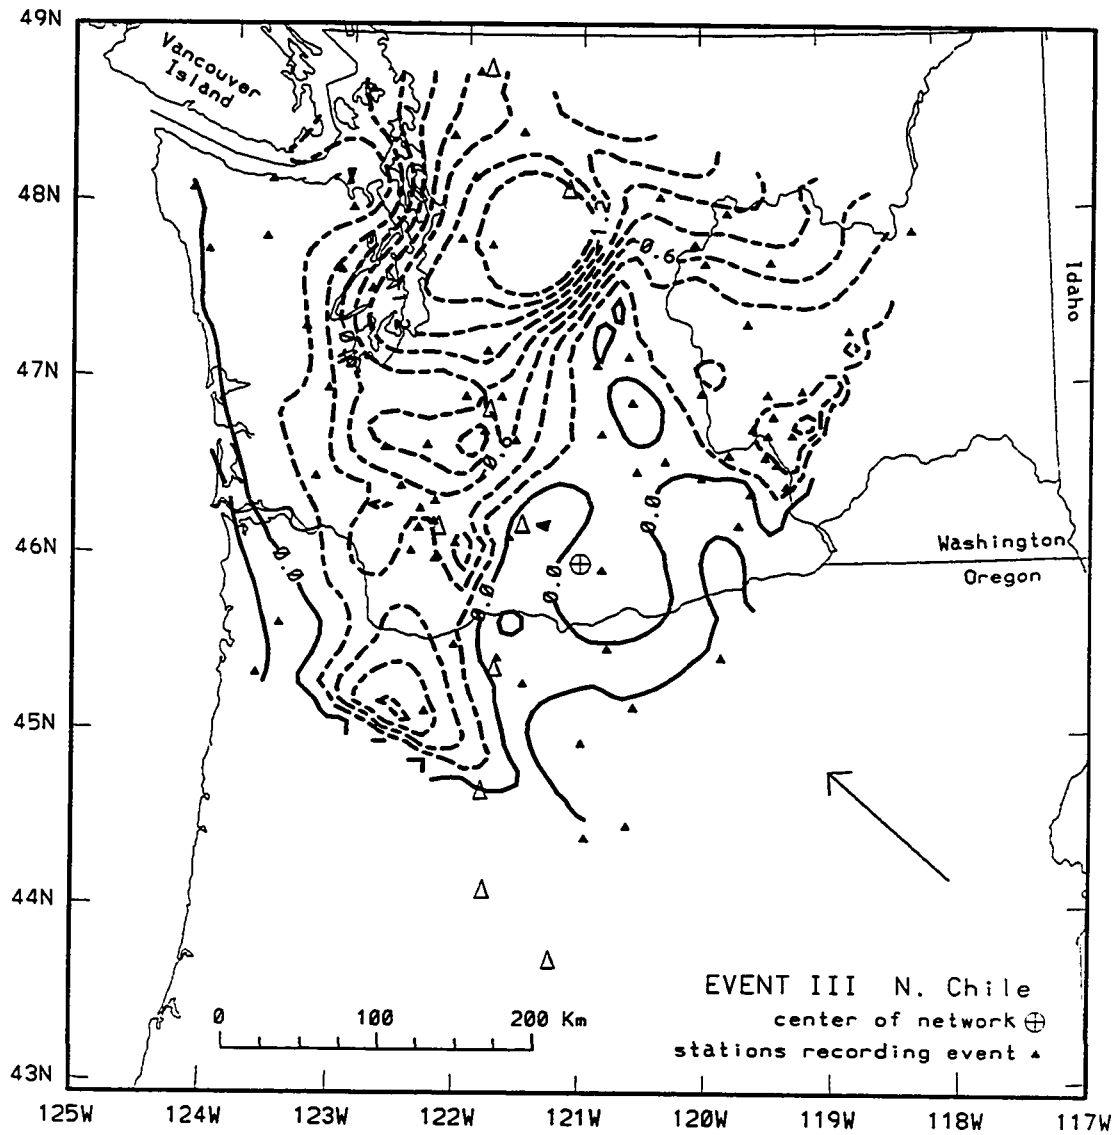 49N
Vancouver
Island
48N
0.6
Idaho
47N
0.0
46N
0.0
0.0
0.0
0.0
Washington
Oregon
45N
44N
EVENT III N. Chile
0 100 200 Km
center of network
stations recording event
43N
125W 124W 123W 122W 121W 120W 119W 118W 117W